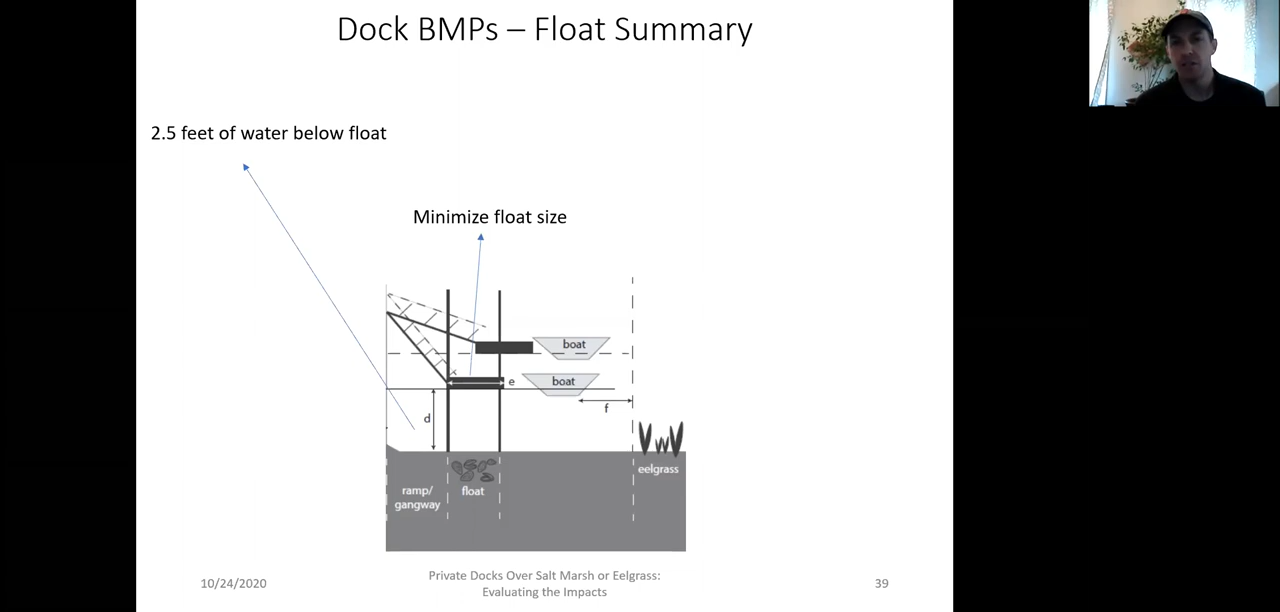 Dock BMPs – Float Summary
2.5 feet of water below float
Minimize float size
boat
e
boat
f
d
eelgrass
ramp/
gangway
float
10/24/2020
Private Docks Over Salt Marsh or Eelgrass:
Evaluating the Impacts
39